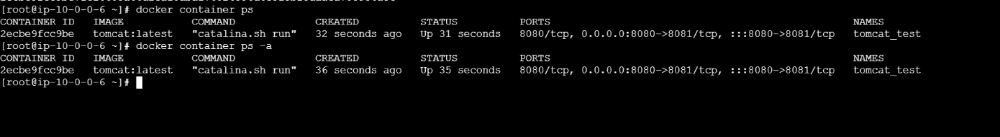 [root@ip-10-0-0-6 ~]# docker container ps
CONTAINER ID   IMAGE           COMMAND             CREATED          STATUS          PORTS                                                 NAMES
2ecbe9fcc9be   tomcat:latest   "catalina.sh run"   32 seconds ago   Up 31 seconds   8080/tcp, 0.0.0.0:8080->8081/tcp, :::8080->8081/tcp   tomcat_test
[root@ip-10-0-0-6 ~]# docker container ps -a
CONTAINER ID   IMAGE           COMMAND             CREATED          STATUS          PORTS                                                 NAMES
2ecbe9fcc9be   tomcat:latest   "catalina.sh run"   36 seconds ago   Up 35 seconds   8080/tcp, 0.0.0.0:8080->8081/tcp, :::8080->8081/tcp   tomcat_test
[root@ip-10-0-0-6 ~]#